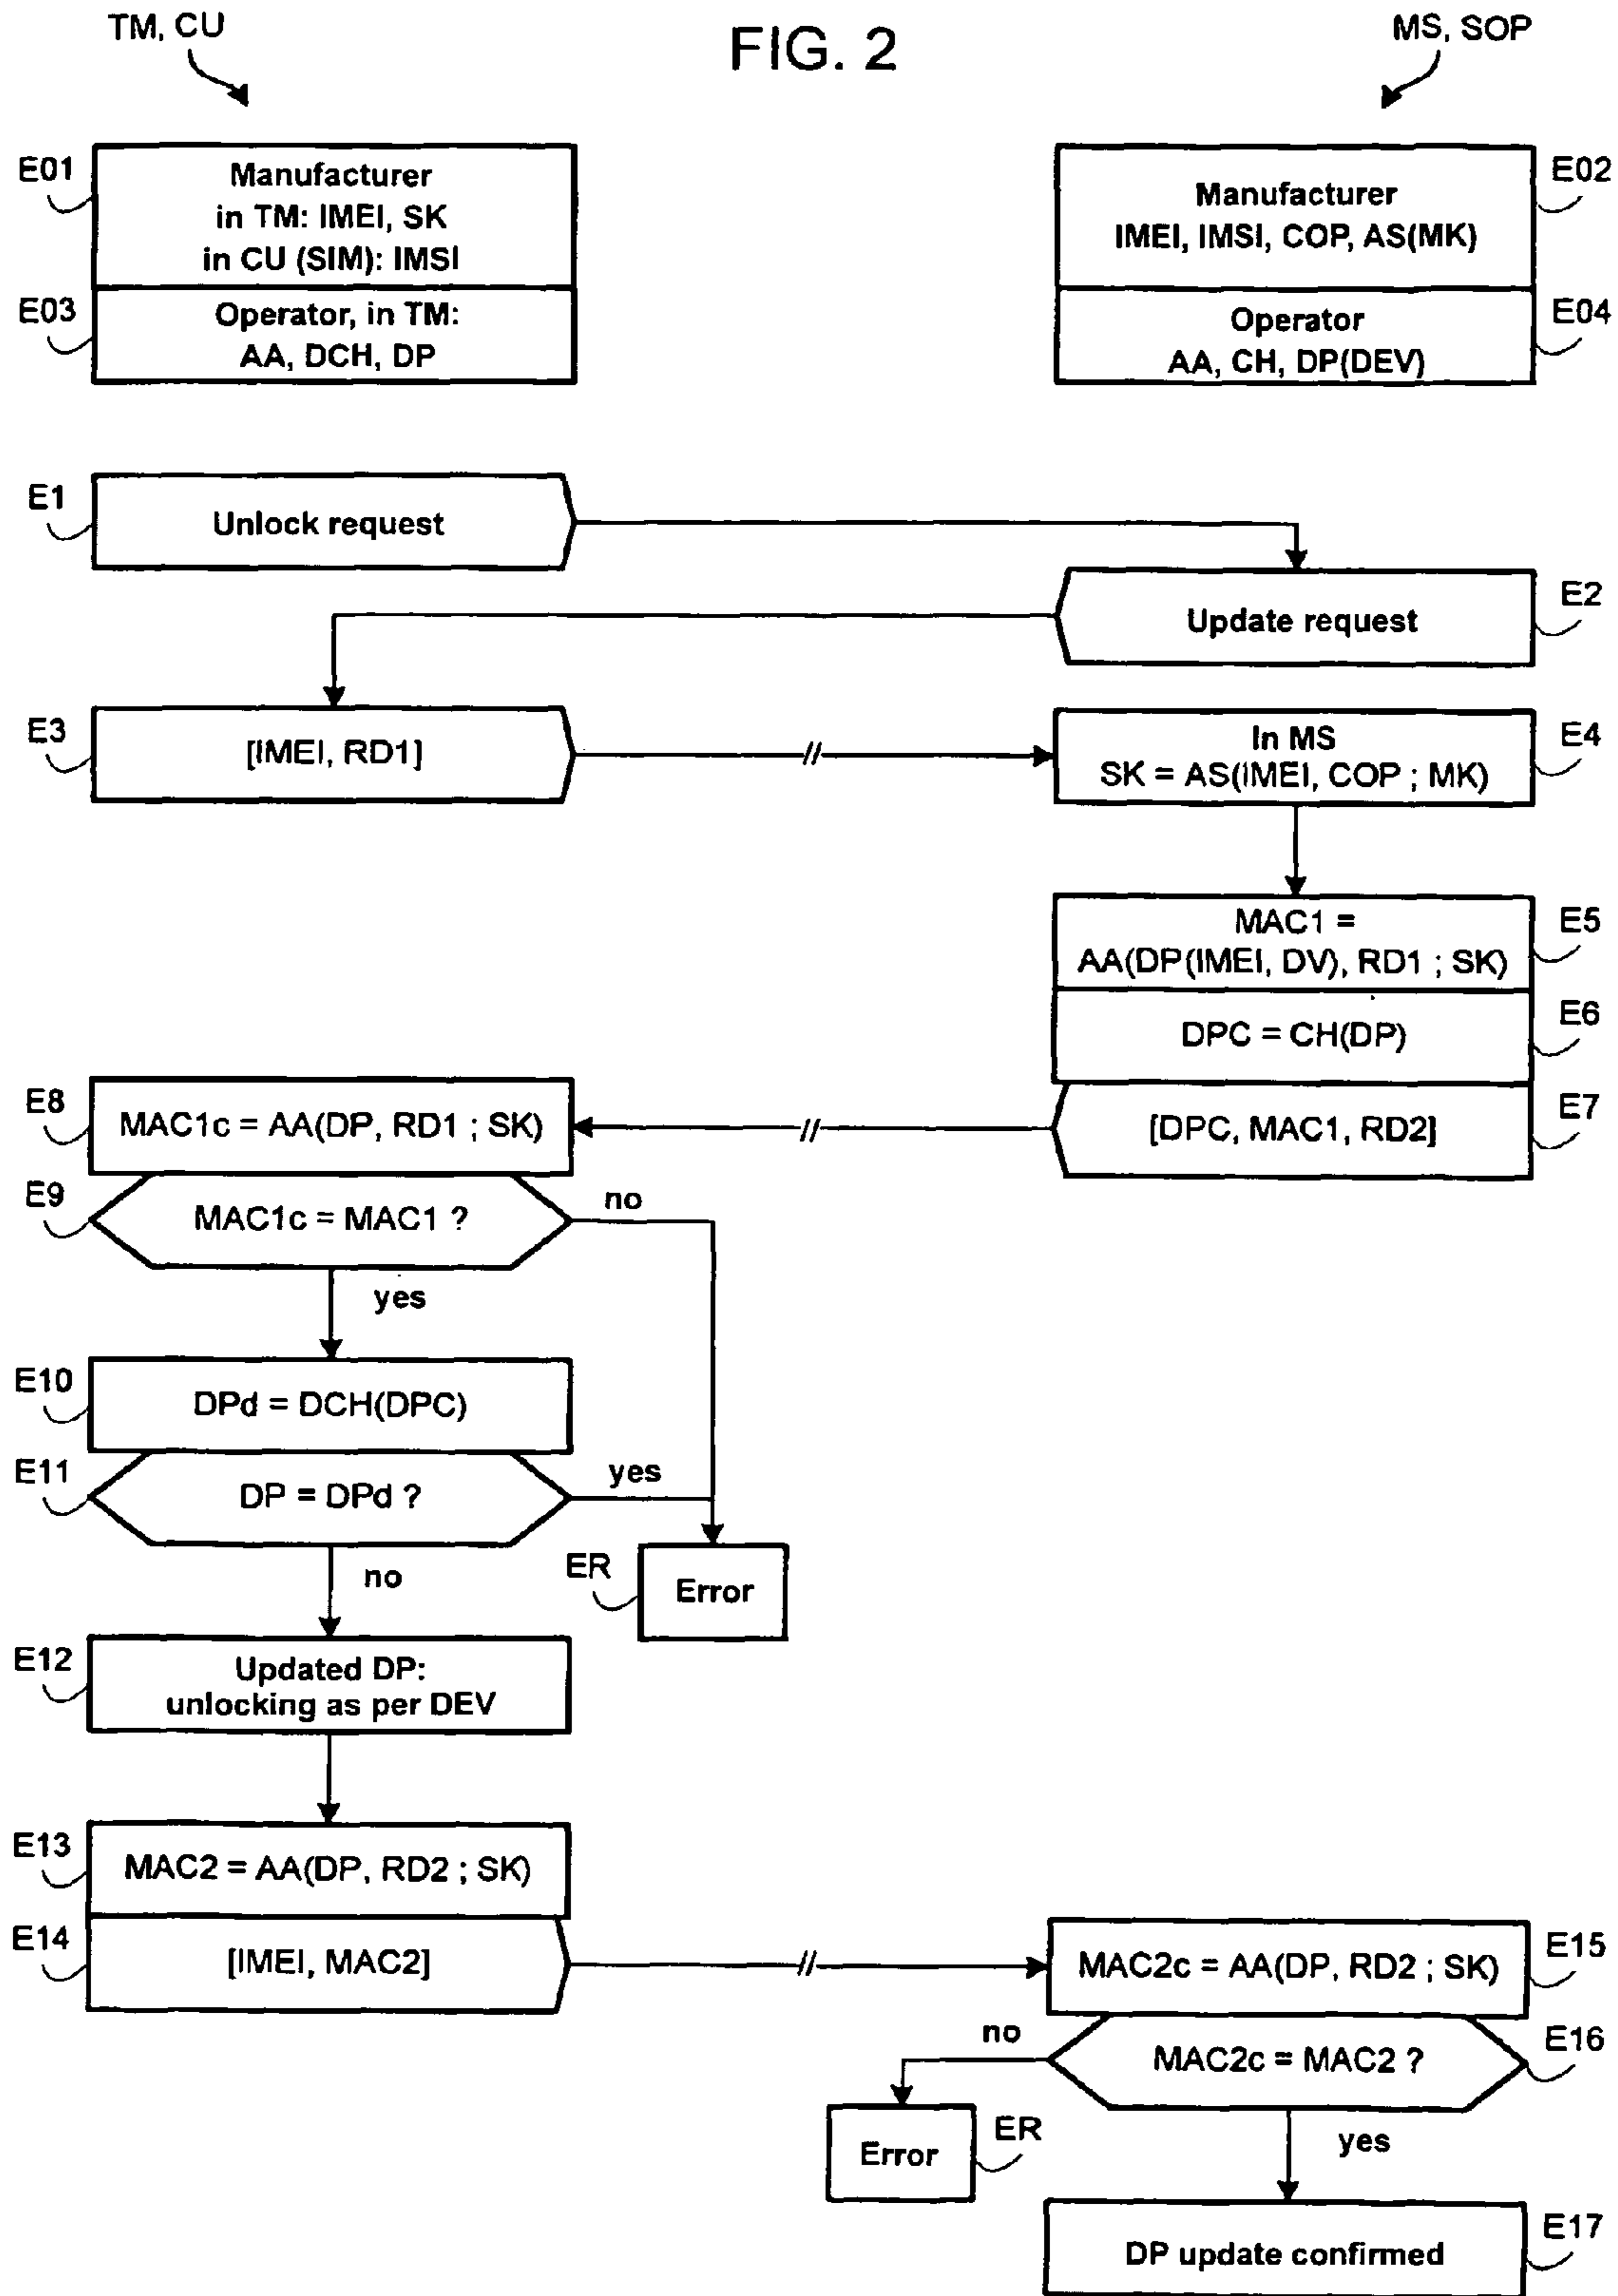 TM, CU
FIG. 2
MS, SOP
E01
Manufacturer
in TM: IMEI, SK
in CU (SIM): IMSI
E02
Manufacturer
IMEI, IMSI, COP, AS(MK)
E03
Operator, in TM:
AA, DCH, DP
E04
Operator
AA, CH, DP(DEV)
E1
Unlock request
E2
Update request
E3
[IMEI, RD1]
E4
In MS
SK = AS(IMEI, COP ; MK)
E5
MAC1 =
AA(DP(IMEI, DV), RD1 ; SK)
E6
DPC = CH(DP)
E7
[DPC, MAC1, RD2]
E8
MAC1c = AA(DP, RD1 ; SK)
E9
MAC1c = MAC1 ?
no
yes
E10
DPd = DCH(DPC)
E11
DP = DPd ?
yes
no
ER
Error
E12
Updated DP:
unlocking as per DEV
E13
MAC2 = AA(DP, RD2 ; SK)
E14
[IMEI, MAC2]
E15
MAC2c = AA(DP, RD2 ; SK)
E16
MAC2c = MAC2 ?
no
yes
Error
ER
E17
DP update confirmed